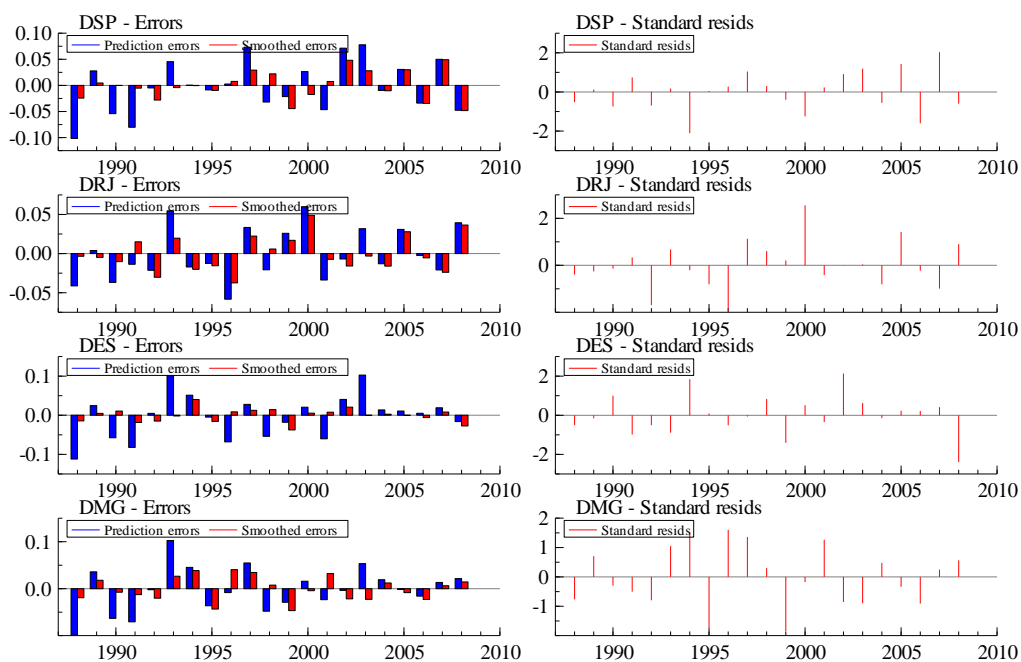 DSP - Errors
Prediction errors Smoothed errors
0.10
0.05
0.00
-0.05
-0.10
1990 1995 2000 2005 2010
DSP - Standard resids
Standard resids
2
0
-2
1990 1995 2000 2005 2010
DRJ - Errors
Prediction errors Smoothed errors
0.05
0.00
-0.05
1990 1995 2000 2005 2010
DRJ - Standard resids
Standard resids
2
0
1990 1995 2000 2005 2010
DES - Errors
Prediction errors Smoothed errors
0.1
0.0
-0.1
1990 1995 2000 2005 2010
DES - Standard resids
Standard resids
2
0
-2
1990 1995 2000 2005 2010
DMG - Errors
Prediction errors Smoothed errors
0.1
0.0
1990 1995 2000 2005 2010
DMG - Standard resids
Standard resids
2
1
0
-1
1990 1995 2000 2005 2010